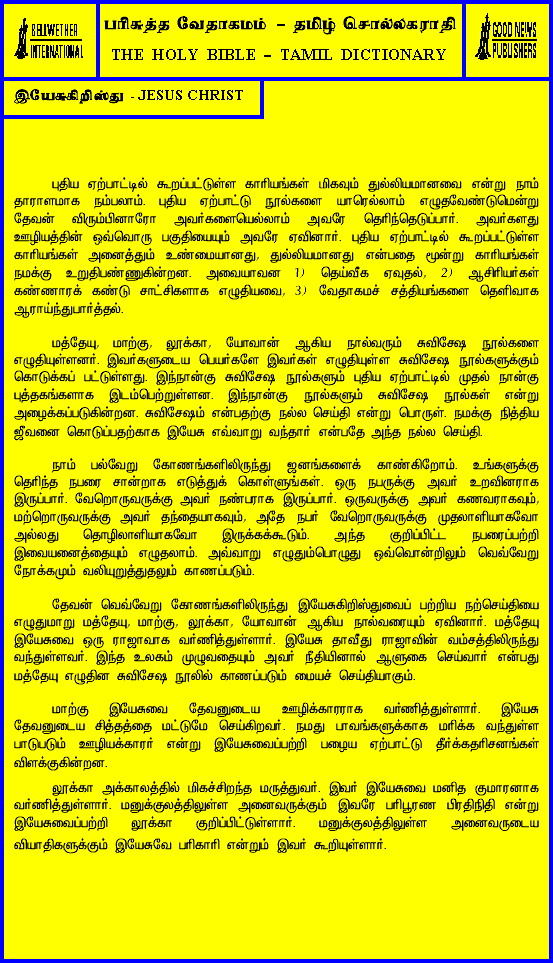 BELLWETHER
INTERNATIONAL
பரிசுத்த வேதாகமம் – தமிழ் சொல்லகராதி
THE HOLY BIBLE – TAMIL DICTIONARY
GOOD NEWS
PUBLISHERS
இயேசுகிறிஸ்து - JESUS CHRIST
புதிய ஏற்பாட்டில் கூறப்பட்டுள்ள காரியங்கள் மிகவும் துல்லியமானவை என்று நாம்
தாராளமாக நம்பலாம். புதிய ஏற்பாட்டு நூல்களை யாரெல்லாம் எழுதவேண்டுமென்று
தேவன் விரும்பினாரோ அவர்களையெல்லாம் அவரே தெரிந்தெடுப்பார். அவர்களது
ஊழியத்தின் ஒவ்வொரு பகுதியையும் அவரே ஏவினார். புதிய ஏற்பாட்டில் கூறப்பட்டுள்ள
காரியங்கள் அனைத்தும் உண்மையானது, துல்லியமானது என்பதை மூன்று காரியங்கள்
நமக்கு உறுதிபண்ணுகின்றன. அவையாவன 1) தெய்வீக ஏவுதல், 2) ஆசிரியர்கள்
கண்ணாரக் கண்டு சாட்சிகளாக எழுதியவை, 3) வேதாகமச் சத்தியங்களை தெளிவாக
ஆராய்ந்துபார்த்தல்.
மத்தேயு, மாற்கு, லூக்கா, யோவான் ஆகிய நால்வரும் சுவிசேஷ நூல்களை
எழுதியுள்ளனர். இவர்களுடைய பெயர்களே இவர்கள் எழுதியுள்ள சுவிசேஷ நூல்களுக்கும்
கொடுக்கப் பட்டுள்ளது. இந்நான்கு சுவிசேஷ நூல்களும் புதிய ஏற்பாட்டில் முதல் நான்கு
புத்தகங்களாக இடம்பெற்றுள்ளன. இந்நான்கு நூல்களும் சுவிசேஷ நூல்கள் என்று
அழைக்கப்படுகின்றன. சுவிசேஷம் என்பதற்கு நல்ல செய்தி என்று பொருள். நமக்கு நித்திய
ஜீவனை கொடுப்பதற்காக இயேசு எவ்வாறு வந்தார் என்பதே அந்த நல்ல செய்தி.
நாம் பல்வேறு கோணங்களிலிருந்து ஜனங்களைக் காண்கிறோம். உங்களுக்கு
தெரிந்த நபரை சான்றாக எடுத்துக் கொள்ளுங்கள். ஒரு நபருக்கு அவர் உறவினராக
இருப்பார். வேறொருவருக்கு அவர் நண்பராக இருப்பார். ஒருவருக்கு அவர் கணவராகவும்,
மற்றொருவருக்கு அவர் தந்தையாகவும், அதே நபர் வேறொருவருக்கு முதலாளியாகவோ
அல்லது தொழிலாளியாகவோ இருக்கக்கூடும். அந்த குறிப்பிட்ட நபரைப்பற்றி
இவையனைத்தையும் எழுதலாம். அவ்வாறு எழுதும்பொழுது ஒவ்வொன்றிலும் வெவ்வேறு
நோக்கமும் வலியுறுத்துதலும் காணப்படும்.
தேவன் வெவ்வேறு கோணங்களிலிருந்து இயேசுகிறிஸ்துவைப் பற்றிய நற்செய்தியை
எழுதுமாறு மத்தேயு, மாற்கு, லூக்கா, யோவான் ஆகிய நால்வரையும் ஏவினார். மத்தேயு
இயேசுவை ஒரு ராஜாவாக வர்ணித்துள்ளார். இயேசு தாவீது ராஜாவின் வம்சத்திலிருந்து
வந்துள்ளவர். இந்த உலகம் முழுவதையும் அவர் நீதியினால் ஆளுகை செய்வார் என்பது
மத்தேயு எழுதின சுவிசேஷ நூலில் காணப்படும் மையச் செய்தியாகும்.
மாற்கு இயேசுவை தேவனுடைய ஊழிக்காரராக வர்ணித்துள்ளார். இயேசு
தேவனுடைய சித்தத்தை மட்டுமே செய்கிறவர். நமது பாவங்களுக்காக மரிக்க வந்துள்ள
பாடுபடும் ஊழியக்காரர் என்று இயேசுவைப்பற்றி பழைய ஏற்பாட்டு தீர்க்கதரிசனங்கள்
விளக்குகின்றன.
லூக்கா அக்காலத்தில் மிகச்சிறந்த மருத்துவர். இவர் இயேசுவை மனித குமாரனாக
வர்ணித்துள்ளார். மனுக்குலத்திலுள்ள அனைவருக்கும் இவரே பரிபூரண பிரதிநிதி என்று
இயேசுவைப்பற்றி லூக்கா குறிப்பிட்டுள்ளார். மனுக்குலத்திலுள்ள அனைவருடைய
வியாதிகளுக்கும் இயேசுவே பரிகாரி என்றும் இவர் கூறியுள்ளார்.